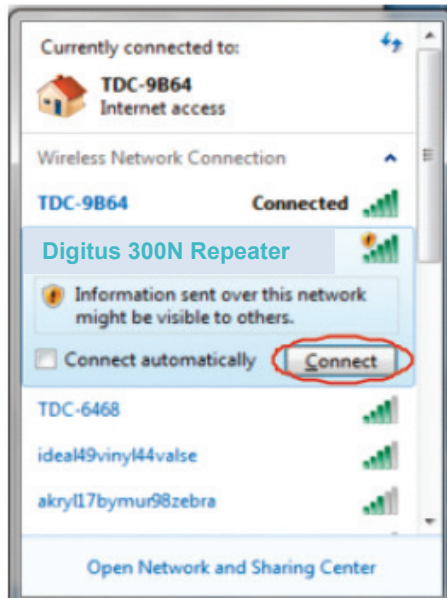 Currently connected to:
TDC-9B64
Internet access
Wireless Network Connection
TDC-9B64 Connected
Digitus 300N Repeater
Information sent over this network
might be visible to others.
Connect automatically Connect
TDC-6468
ideal49vinyl44valse
akryl17bymur98zebra
Open Network and Sharing Center